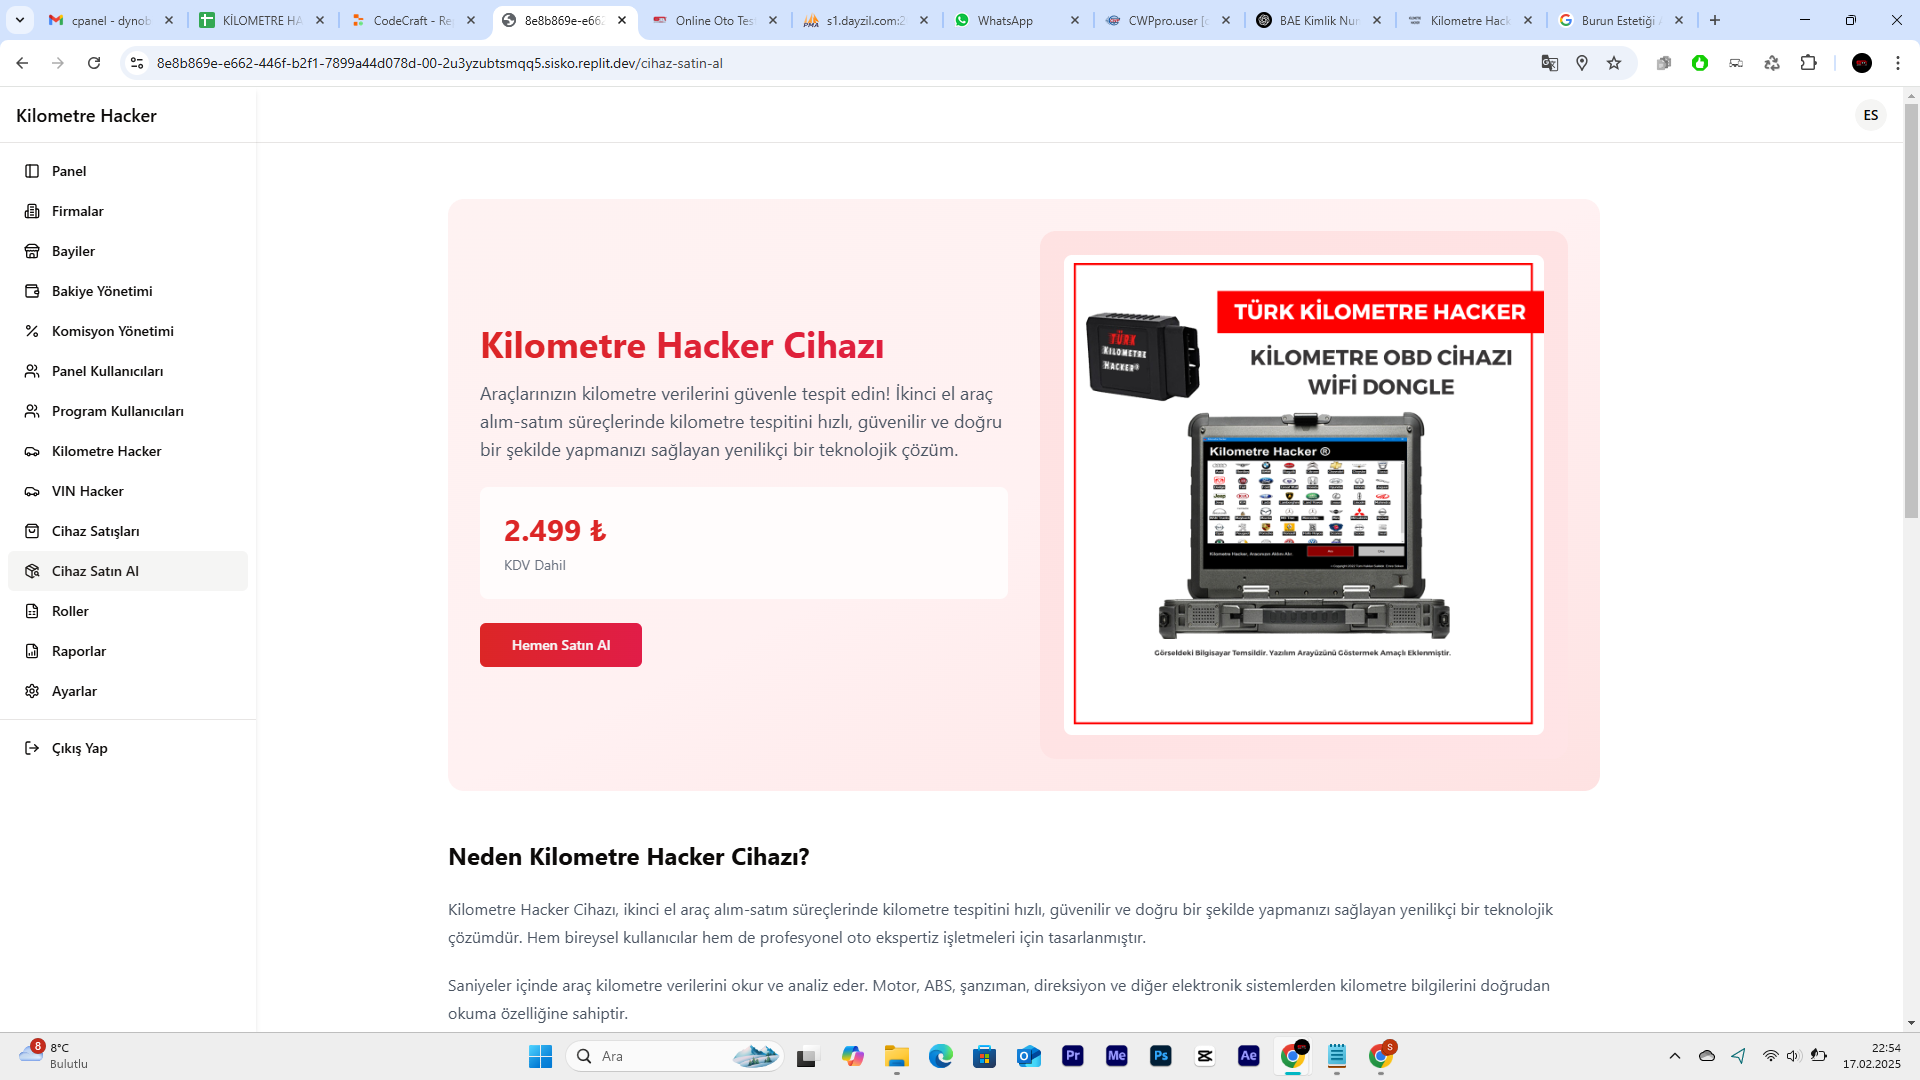 cpanel - dynob
KİLOMETRE HA
CodeCraft - Re
8e8b869e-e662
Online Oto Tes
s1.dayzil.com:2
WhatsApp
CWPpro.user [
BAE Kimlik Nu
Kilometre Hack
Burun Estetiği
8e8b869e-e662-446f-b2f1-7899a44d078d-00-2u3yzubtsmqq5.sisko.replit.dev/cihaz-satin-al
Kilometre Hacker
ES
Panel
Firmalar
Bayiler
Bakiye Yönetimi
Komisyon Yönetimi
Panel Kullanıcıları
Program Kullanıcıları
Kilometre Hacker
VIN Hacker
Cihaz Satışları
Cihaz Satın Al
Roller
Raporlar
Ayarlar
Çıkış Yap
Kilometre Hacker Cihazı
Araçlarınızın kilometre verilerini güvenle tespit edin! İkinci el araç
alım-satım süreçlerinde kilometre tespitini hızlı, güvenilir ve doğru
bir şekilde yapmanızı sağlayan yenilikçi bir teknolojik çözüm.
2.499 ₺
KDV Dahil
Hemen Satın Al
TÜRK KİLOMETRE HACKER
KİLOMETRE OBD CİHAZI
WİFİ DONGLE
TÜRK
KİLOMETRE
HACKER®
Kilometre Hacker ®
Görseldeki Bilgisayar Temsildir. Yazılım Arayüzünü Göstermek Amaçlı Eklenmiştir.
Neden Kilometre Hacker Cihazı?
Kilometre Hacker Cihazı, ikinci el araç alım-satım süreçlerinde kilometre tespitini hızlı, güvenilir ve doğru bir şekilde yapmanızı sağlayan yenilikçi bir teknolojik
çözümdür. Hem bireysel kullanıcılar hem de profesyonel oto ekspertiz işletmeleri için tasarlanmıştır.
Saniyeler içinde araç kilometre verilerini okur ve analiz eder. Motor, ABS, şanzıman, direksiyon ve diğer elektronik sistemlerden kilometre bilgilerini doğrudan
okuma özelliğine sahiptir.
8
8°C
Bulutlu
Ara
Pr
Me
Ps
Ae
S
22:54
17.02.2025